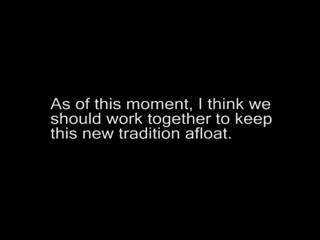 As of this moment, I think we
should work together to keep
this new tradition afloat.